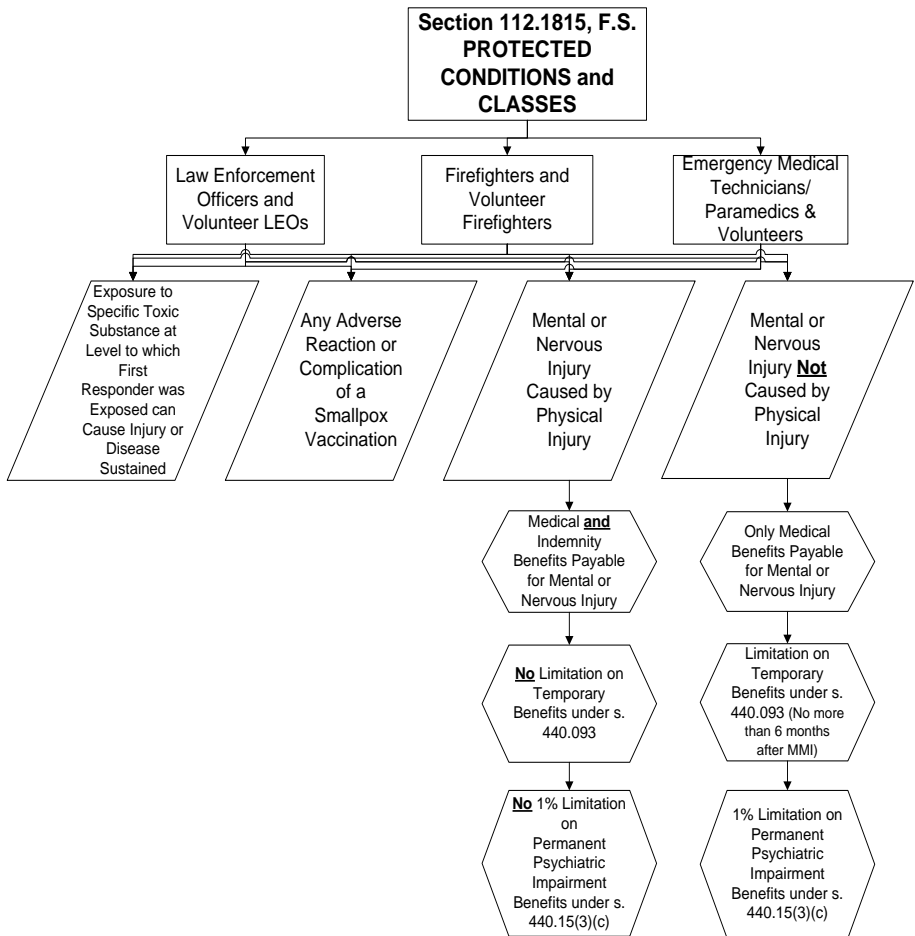 Section 112.1815, F.S.
PROTECTED
CONDITIONS and
CLASSES
Law Enforcement
Officers and
Volunteer LEOs
Firefighters and
Volunteer
Firefighters
Emergency Medical
Technicians/
Paramedics &
Volunteers
Exposure to
Specific Toxic
Substance at
Level to which
First
Responder was
Exposed can
Cause Injury or
Disease
Sustained
Any Adverse
Reaction or
Complication
of a
Smallpox
Vaccination
Mental or
Nervous
Injury
Caused by
Physical
Injury
Mental or
Nervous
Injury Not
Caused by
Physical
Injury
Medical and
Indemnity
Benefits Payable
for Mental or
Nervous Injury
Only Medical
Benefits Payable
for Mental or
Nervous Injury
No Limitation on
Temporary
Benefits under s.
440.093
Limitation on
Temporary
Benefits under s.
440.093 (No more
than 6 months
after MMI)
No 1% Limitation
on
Permanent
Psychiatric
Impairment
Benefits under s.
440.15(3)(c)
1% Limitation on
Permanent
Psychiatric
Impairment
Benefits under s.
440.15(3)(c)